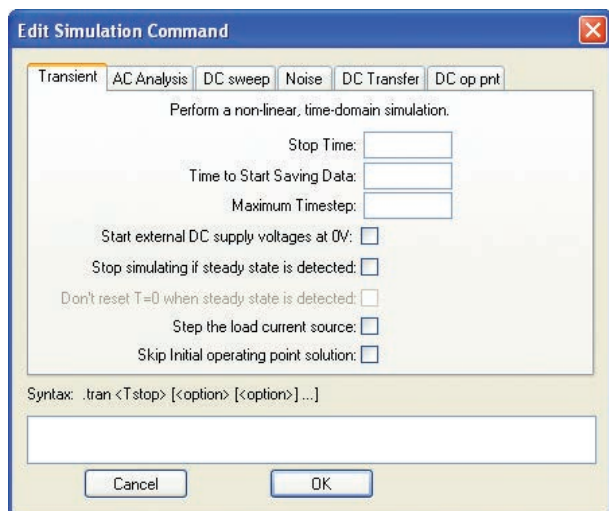 Edit Simulation Command
Transient AC Analysis DC sweep Noise DC Transfer DC op pnt
Perform a non-linear, time-domain simulation.
Stop Time:
Time to Start Saving Data:
Maximum Timestep:
Start external DC supply voltages at 0V:
Stop simulating if steady state is detected:
Don't reset T=0 when steady state is detected:
Step the load current source:
Skip Initial operating point solution:
Syntax: .tran <Tstop> [<option> [<option>] ...]
Cancel OK